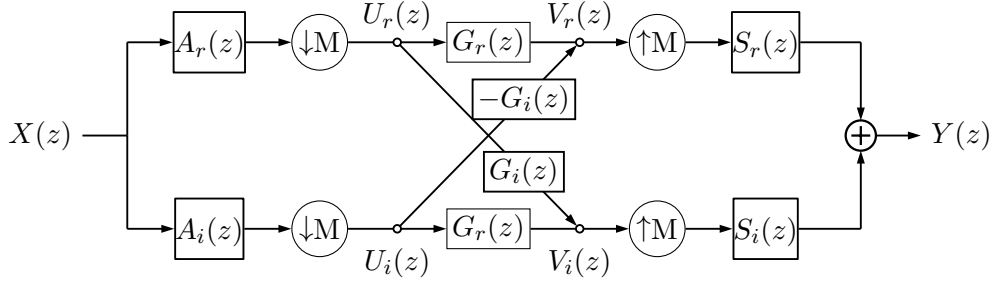 U_r(z) V_r(z)
A_r(z) ↓M G_r(z) ↑M S_r(z)
−G_i(z)
X(z) + Y(z)
G_i(z)
A_i(z) ↓M G_r(z) ↑M S_i(z)
U_i(z) V_i(z)